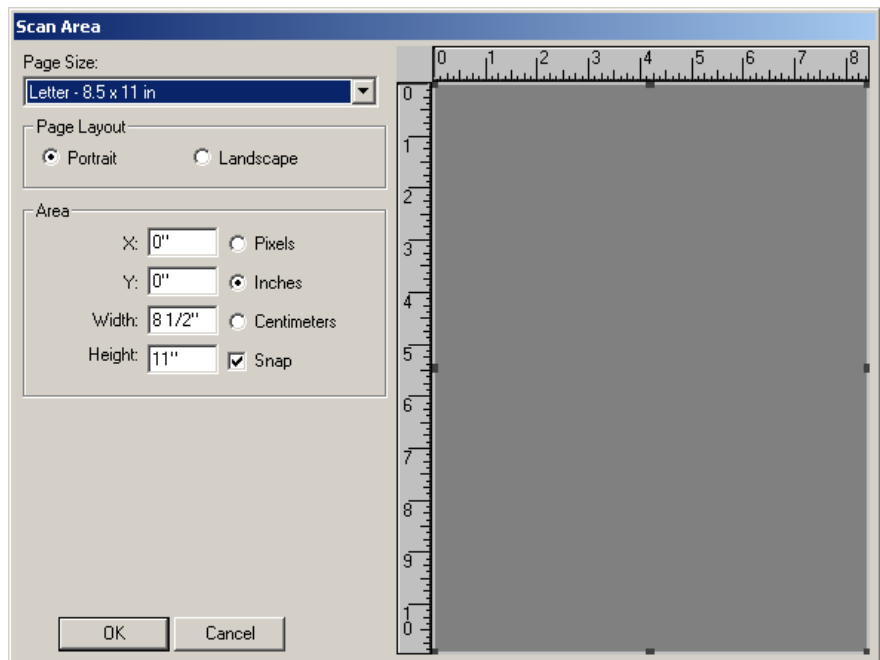 Scan Area
Page Size:
Letter - 8.5 x 11 in
Page Layout
Portrait Landscape
Area
X: 0" Pixels
Y: 0" Inches
Width: 8 1/2" Centimeters
Height: 11" Snap
OK Cancel
0 1 2 3 4 5 6 7 8
0
1
2
3
4
5
6
7
8
9
10